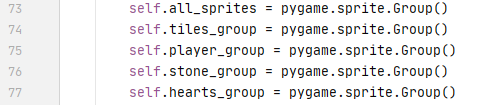 73 self.all_sprites = pygame.sprite.Group()
74 self.tiles_group = pygame.sprite.Group()
75 self.player_group = pygame.sprite.Group()
76 self.stone_group = pygame.sprite.Group()
77 self.hearts_group = pygame.sprite.Group()